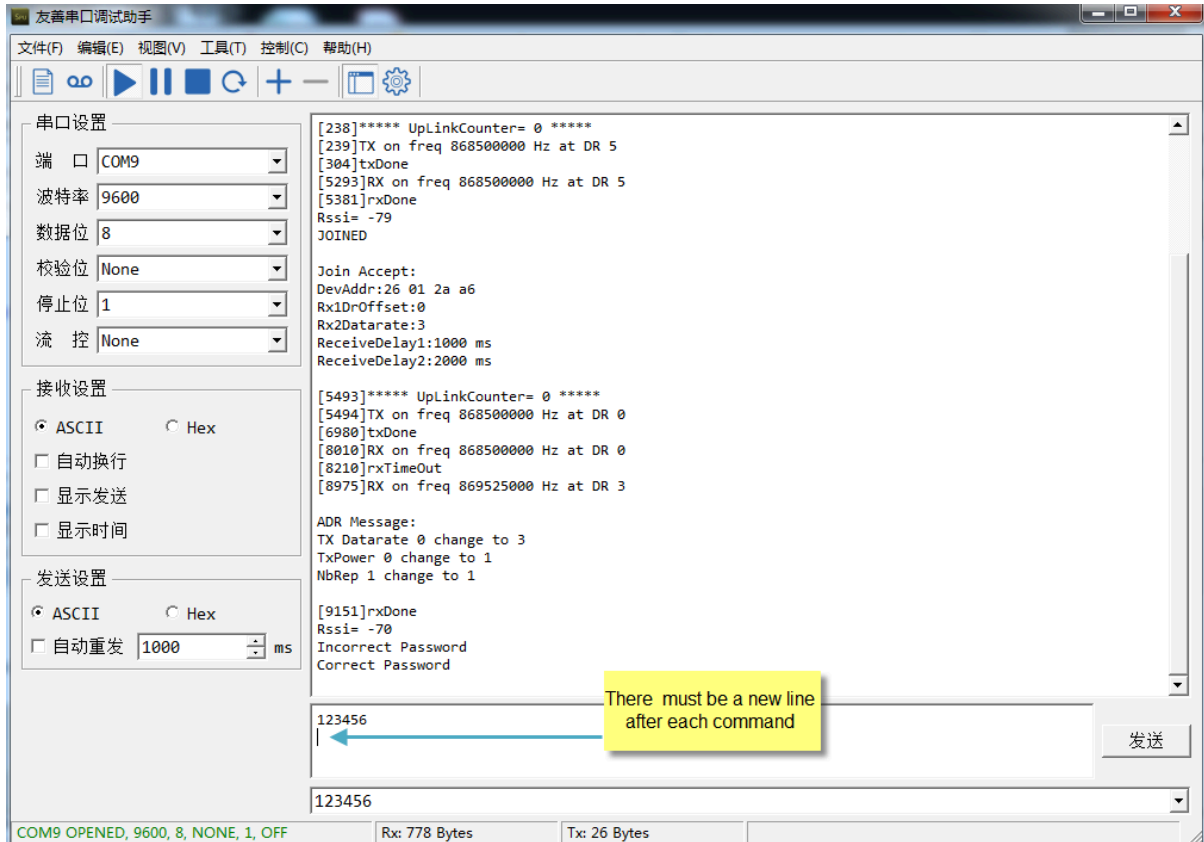 友善串口调试助手
文件(F) 编辑(E) 视图(V) 工具(T) 控制(C) 帮助(H)
串口设置
端 口 COM9
波特率 9600
数据位 8
校验位 None
停止位 1
流 控 None
接收设置
ASCII Hex
自动换行
显示发送
显示时间
发送设置
ASCII Hex
自动重发 1000 ms
[238]***** UpLinkCounter= 0 *****
[239]TX on freq 868500000 Hz at DR 5
[304]txDone
[5293]RX on freq 868500000 Hz at DR 5
[5381]rxDone
Rssi= -79
JOINED
Join Accept:
DevAddr:26 01 2a a6
Rx1DrOffset:0
Rx2Datarate:3
ReceiveDelay1:1000 ms
ReceiveDelay2:2000 ms
[5493]***** UpLinkCounter= 0 *****
[5494]TX on freq 868500000 Hz at DR 0
[6980]txDone
[8010]RX on freq 868500000 Hz at DR 0
[8210]rxTimeOut
[8975]RX on freq 869525000 Hz at DR 3
ADR Message:
TX Datarate 0 change to 3
TxPower 0 change to 1
NbRep 1 change to 1
[9151]rxDone
Rssi= -70
Incorrect Password
Correct Password
There must be a new line
after each command
123456
发送
123456
COM9 OPENED, 9600, 8, NONE, 1, OFF Rx: 778 Bytes Tx: 26 Bytes